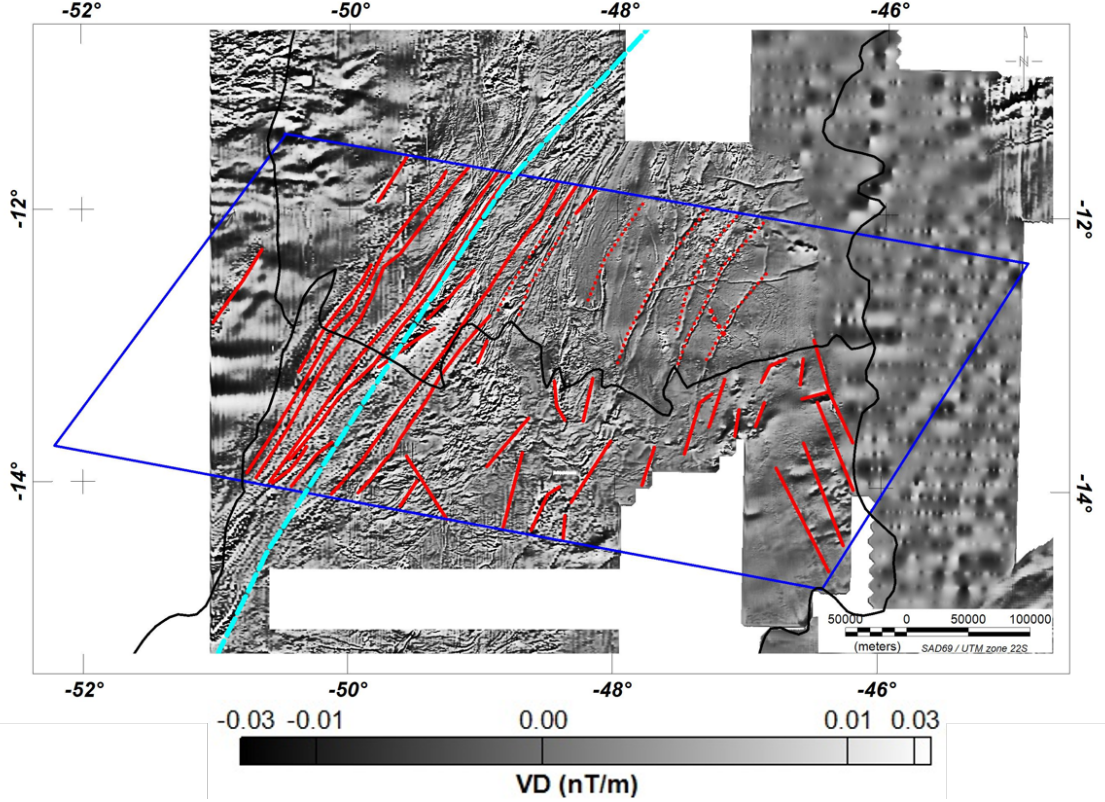 -52° -50° -48° -46°
N
-12° -12°
-14° -14°
50000 0 50000 100000
(meters) SAD69 / UTM zone 22S
-52° -50° -48° -46°
-0.03 -0.01 0.00 0.01 0.03
VD (nT/m)